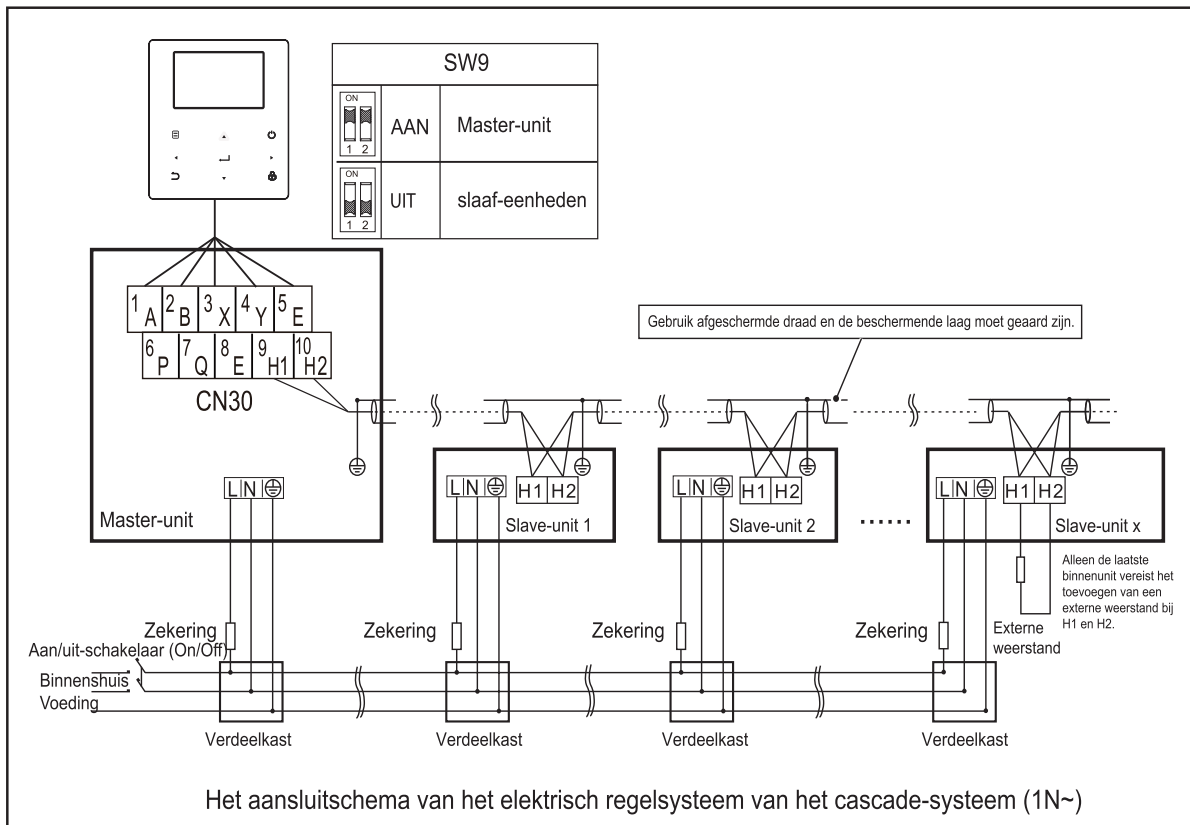 SW9
ON
1 2
AAN
Master-unit
ON
1 2
UIT
slaaf-eenheden
1 A 2 B 3 X 4 Y 5 E
6 P 7 Q 8 E 9 H1 10 H2
CN30
Gebruik afgeschermde draad en de beschermende laag moet geaard zijn.
L N
Master-unit
L N
H1 H2
Slave-unit 1
L N
H1 H2
Slave-unit 2
......
L N
H1 H2
Slave-unit x
Alleen de laatste
binnenunit vereist het
toevoegen van een
externe weerstand bij
H1 en H2.
Externe
weerstand
Zekering
Zekering
Zekering
Zekering
Aan/uit-schakelaar (On/Off)
Binnenshuis
Voeding
Verdeelkast
Verdeelkast
Verdeelkast
Verdeelkast
Het aansluitschema van het elektrisch regelsysteem van het cascade-systeem (1N~)